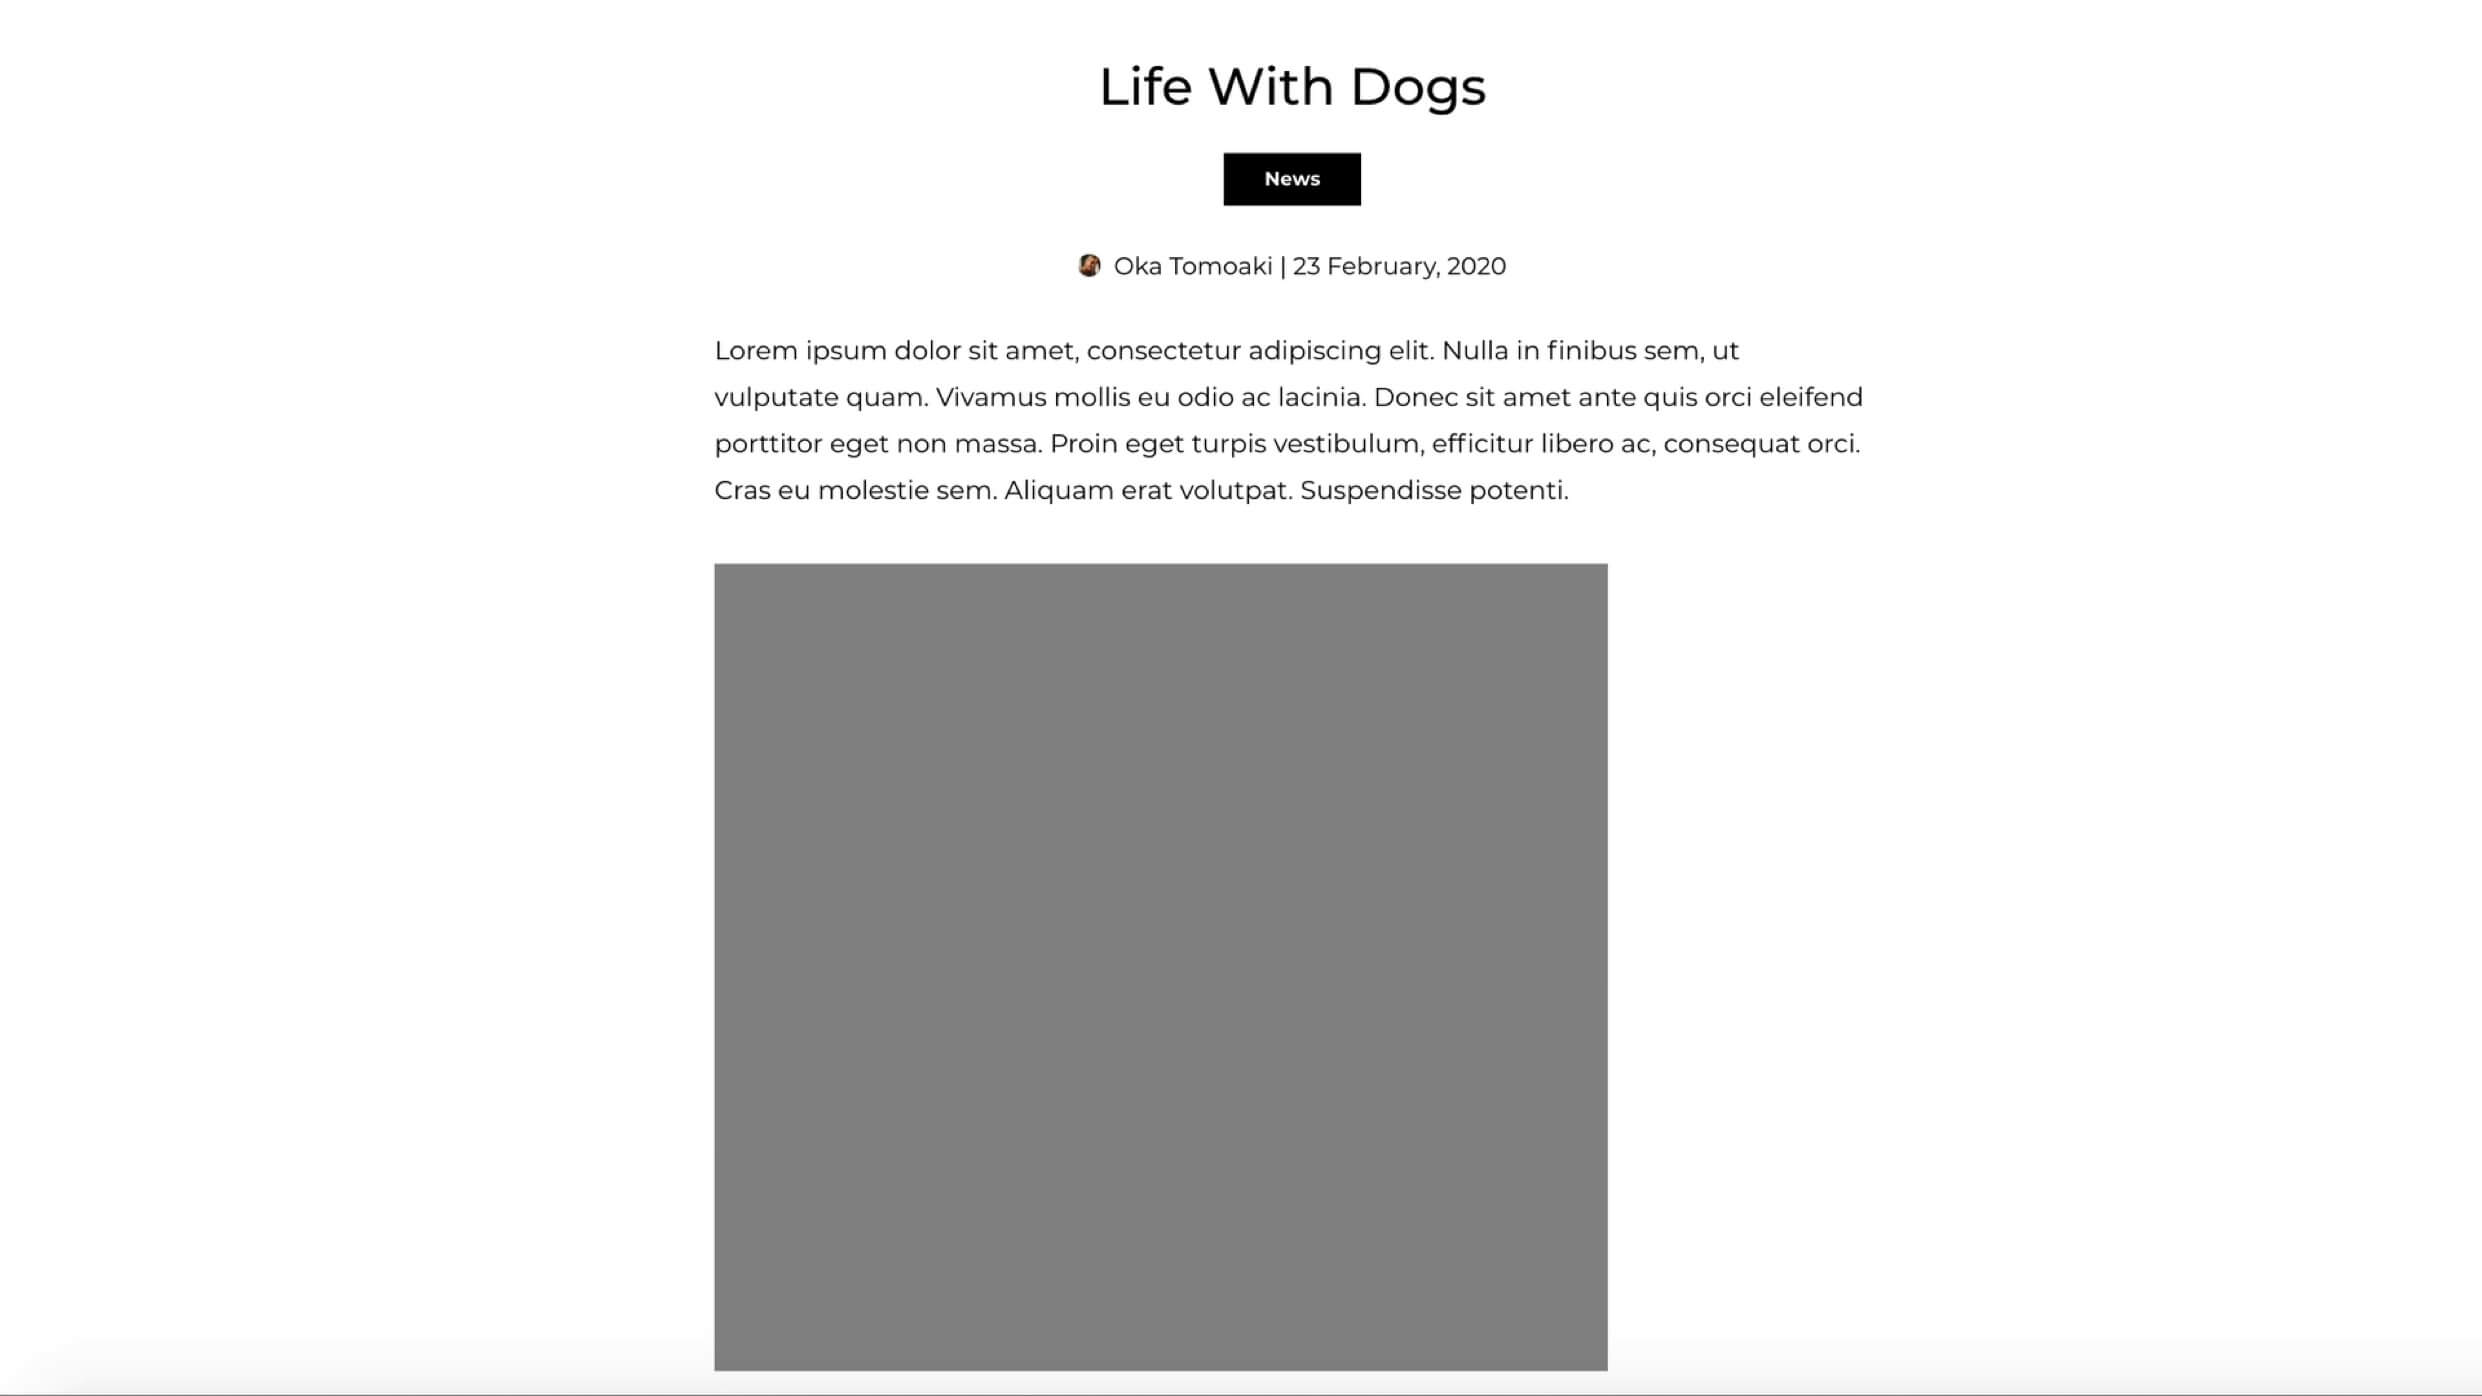 Life With Dogs
News
Oka Tomoaki | 23 February, 2020
Lorem ipsum dolor sit amet, consectetur adipiscing elit. Nulla in finibus sem, ut
vulputate quam. Vivamus mollis eu odio ac lacinia. Donec sit amet ante quis orci eleifend
porttitor eget non massa. Proin eget turpis vestibulum, efficitur libero ac, consequat orci.
Cras eu molestie sem. Aliquam erat volutpat. Suspendisse potenti.